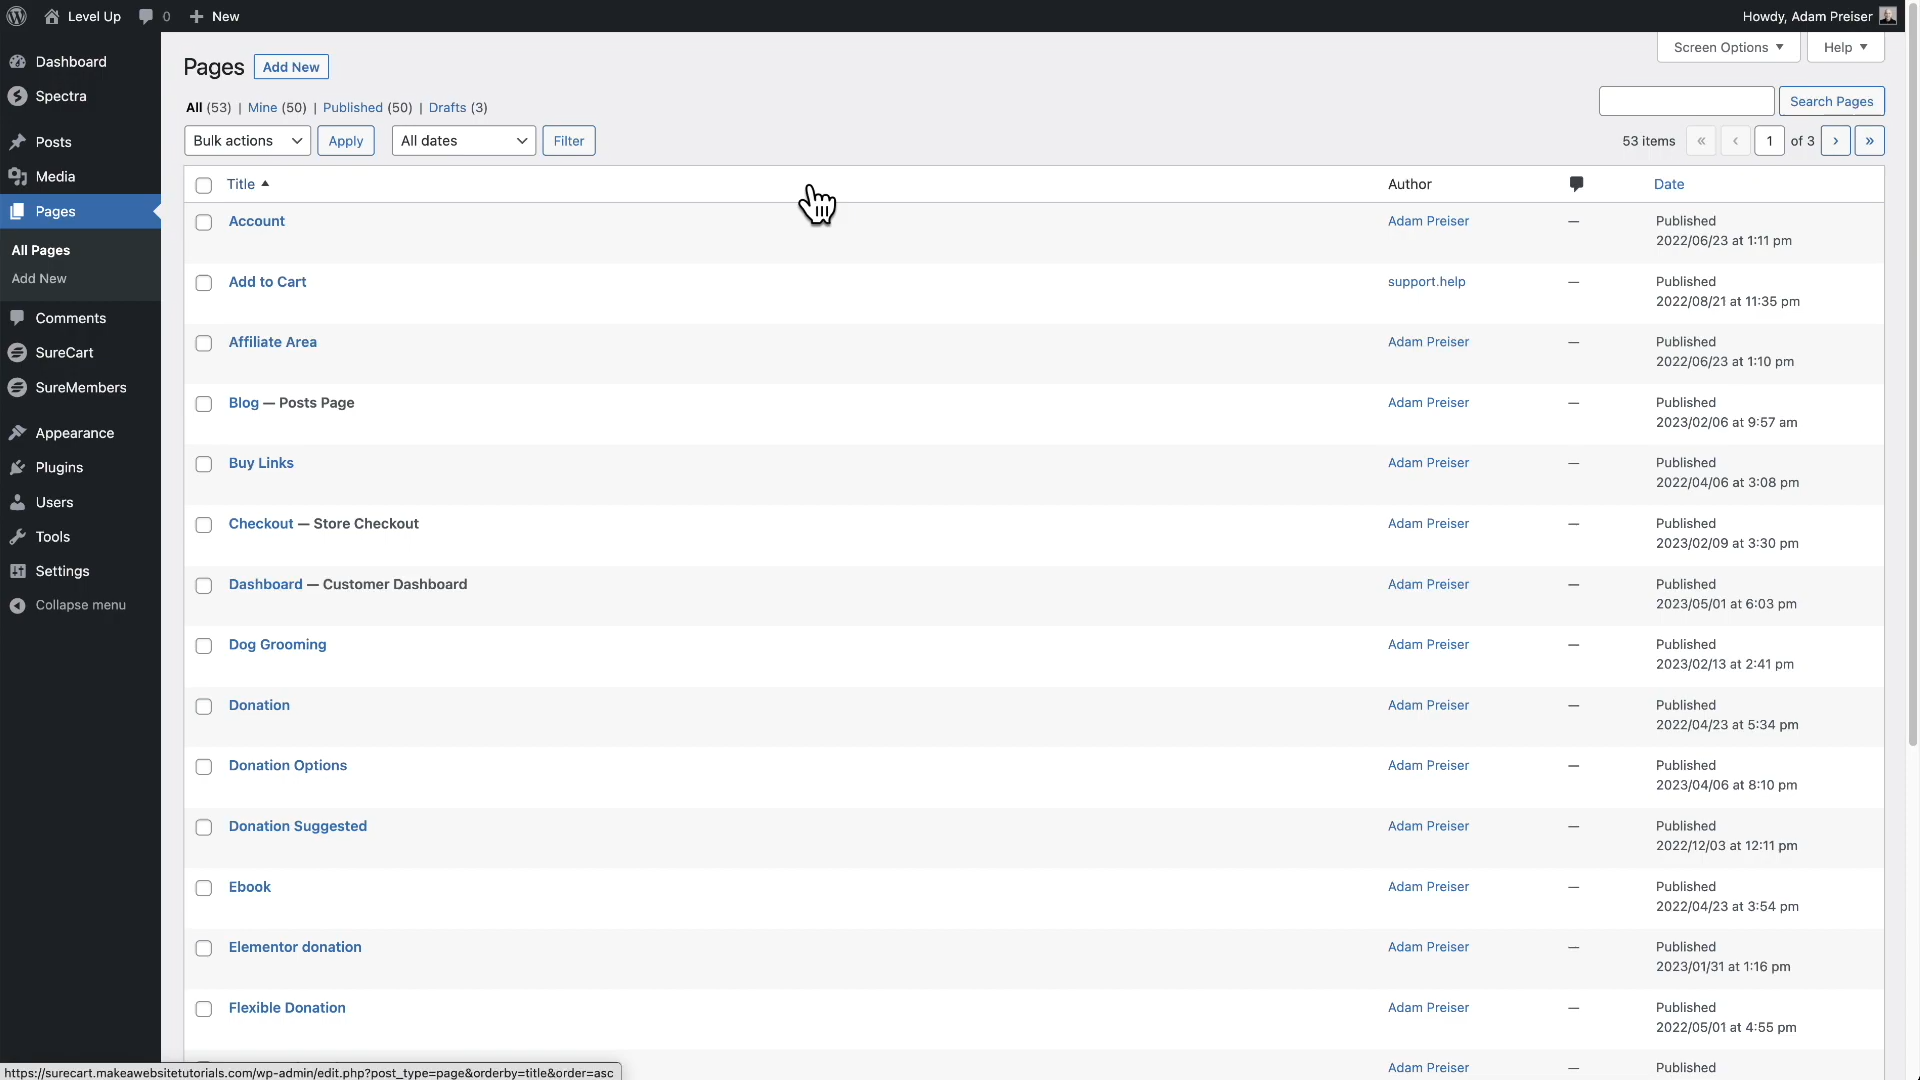 Level Up 0 New Howdy, Adam Preiser
Screen Options Help
Dashboard
Spectra
Posts
Media
Pages
All Pages
Add New
Comments
SureCart
SureMembers
Appearance
Plugins
Users
Tools
Settings
Collapse menu
Pages Add New
All (53) | Mine (50) | Published (50) | Drafts (3)
Search Pages
Bulk actions Apply All dates Filter
53 items « ‹ 1 of 3 › »
Title Author Date
Account Adam Preiser — Published
2022/06/23 at 1:11 pm
Add to Cart support.help — Published
2022/08/21 at 11:35 pm
Affiliate Area Adam Preiser — Published
2022/06/23 at 1:10 pm
Blog — Posts Page Adam Preiser — Published
2023/02/06 at 9:57 am
Buy Links Adam Preiser — Published
2022/04/06 at 3:08 pm
Checkout — Store Checkout Adam Preiser — Published
2023/02/09 at 3:30 pm
Dashboard — Customer Dashboard Adam Preiser — Published
2023/05/01 at 6:03 pm
Dog Grooming Adam Preiser — Published
2023/02/13 at 2:41 pm
Donation Adam Preiser — Published
2022/04/23 at 5:34 pm
Donation Options Adam Preiser — Published
2023/04/06 at 8:10 pm
Donation Suggested Adam Preiser — Published
2022/12/03 at 12:11 pm
Ebook Adam Preiser — Published
2022/04/23 at 3:54 pm
Elementor donation Adam Preiser — Published
2023/01/31 at 1:16 pm
Flexible Donation Adam Preiser — Published
2022/05/01 at 4:55 pm
Adam Preiser — Published
https://surecart.makeawebsitetutorials.com/wp-admin/edit.php?post_type=page&orderby=title&order=asc